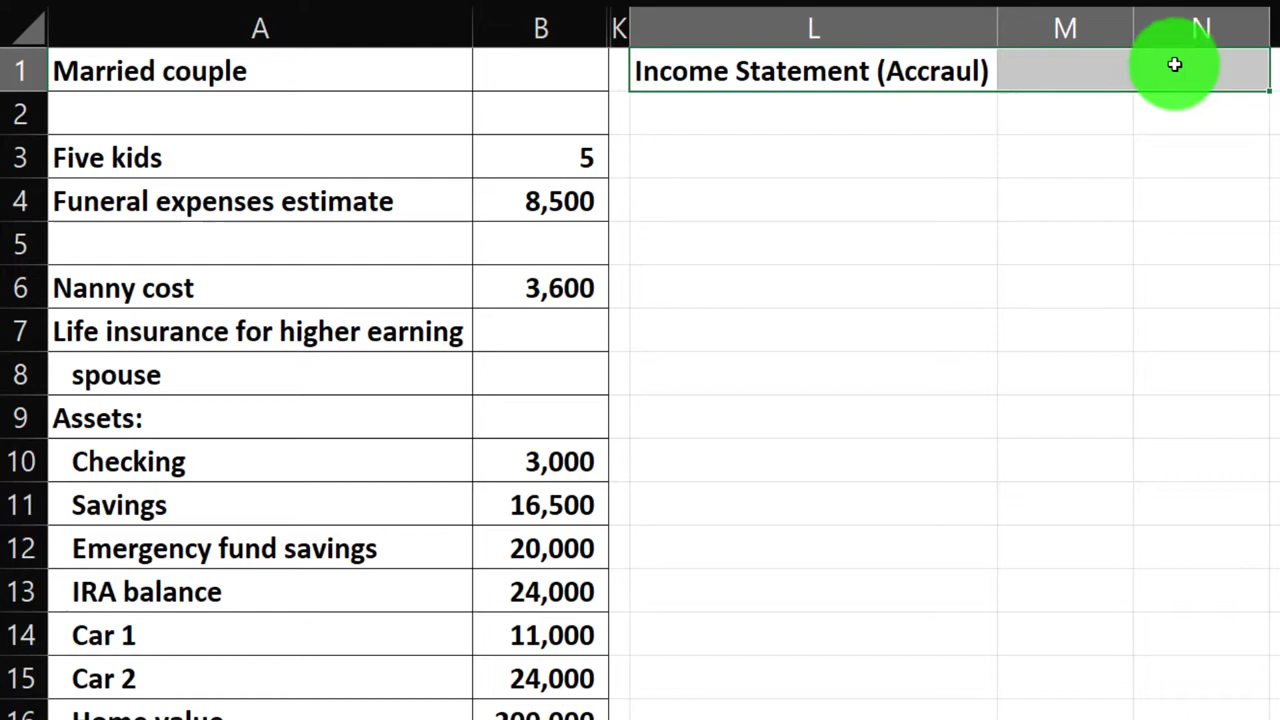 A B K L M N
1 Married couple Income Statement (Accraul)
2
3 Five kids 5
4 Funeral expenses estimate 8,500
5
6 Nanny cost 3,600
7 Life insurance for higher earning
8 spouse
9 Assets:
10 Checking 3,000
11 Savings 16,500
12 Emergency fund savings 20,000
13 IRA balance 24,000
14 Car 1 11,000
15 Car 2 24,000
16 Home value 200,000